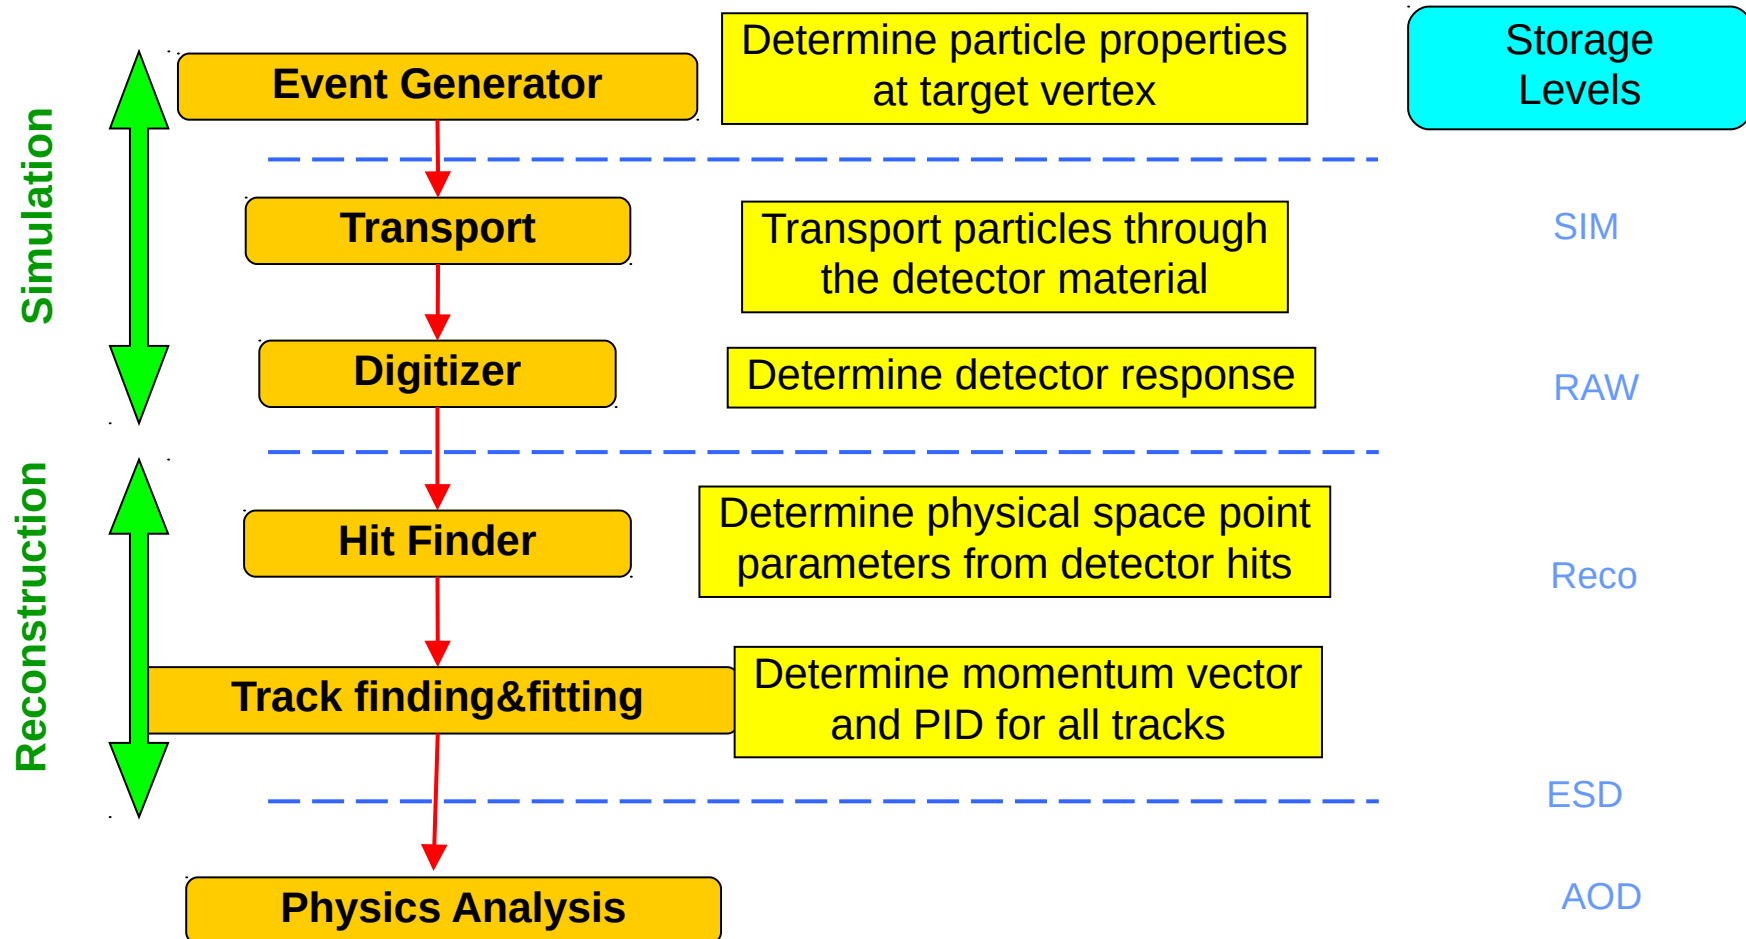 Event Generator
Determine particle properties
at target vertex
Storage
Levels
Simulation
Transport
Transport particles through
the detector material
SIM
Digitizer
Determine detector response
RAW
Reconstruction
Hit Finder
Determine physical space point
parameters from detector hits
Reco
Track finding&fitting
Determine momentum vector
and PID for all tracks
ESD
Physics Analysis
AOD